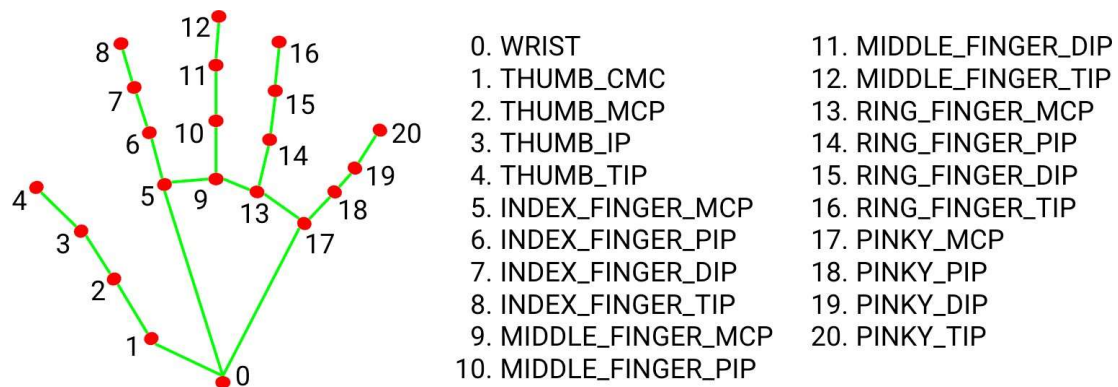 12
8
16
11
7
15
20
10
6
14
19
4
5
9
13
18
3
17
2
1
0
0. WRIST
1. THUMB_CMC
2. THUMB_MCP
3. THUMB_IP
4. THUMB_TIP
5. INDEX_FINGER_MCP
6. INDEX_FINGER_PIP
7. INDEX_FINGER_DIP
8. INDEX_FINGER_TIP
9. MIDDLE_FINGER_MCP
10. MIDDLE_FINGER_PIP
11. MIDDLE_FINGER_DIP
12. MIDDLE_FINGER_TIP
13. RING_FINGER_MCP
14. RING_FINGER_PIP
15. RING_FINGER_DIP
16. RING_FINGER_TIP
17. PINKY_MCP
18. PINKY_PIP
19. PINKY_DIP
20. PINKY_TIP